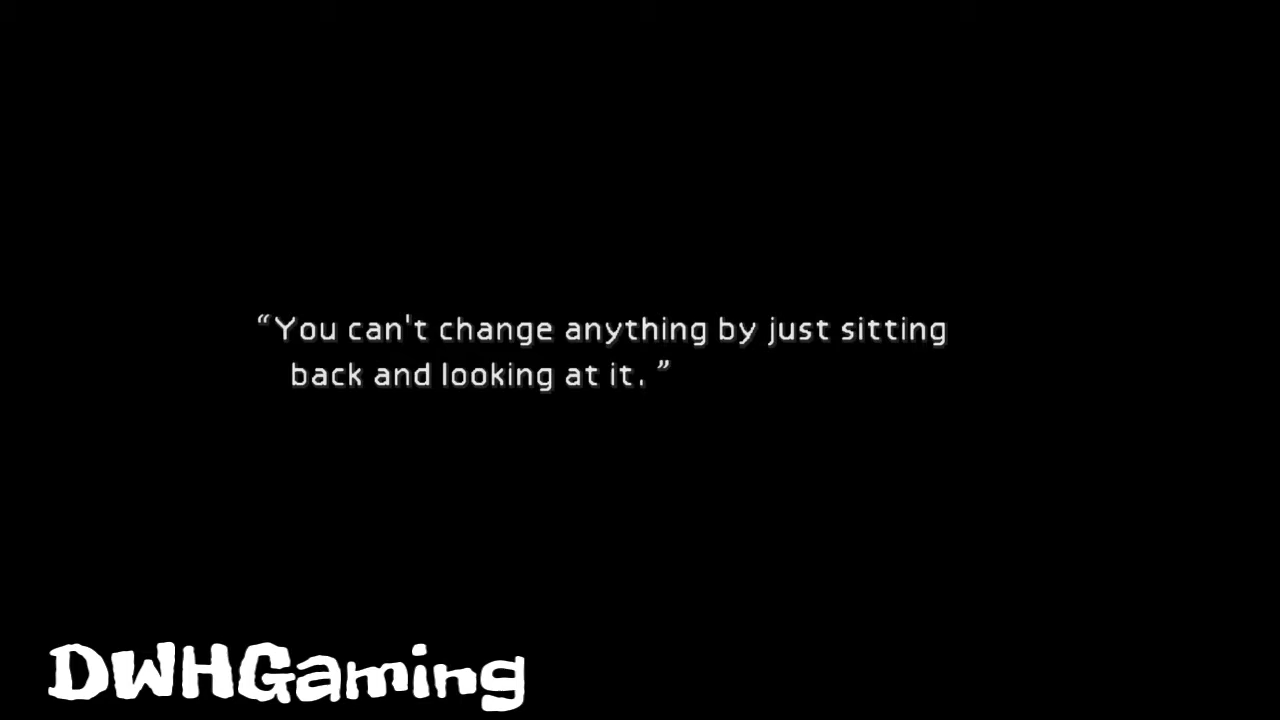 “You can't change anything by just sitting
back and looking at it. ”
DWHGaming